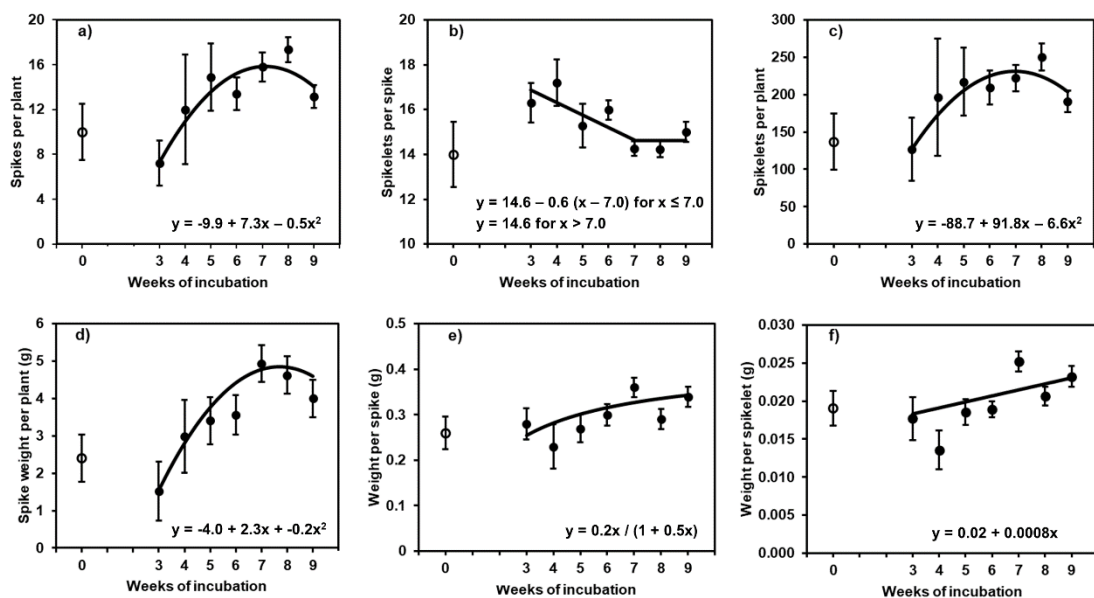 a)
20
16
12
8
4
0
Spikes per plant
y = -9.9 + 7.3x – 0.5x²
0 3 4 5 6 7 8 9
Weeks of incubation
b)
20
18
16
14
12
10
Spikelets per spike
y = 14.6 – 0.6 (x – 7.0) for x ≤ 7.0
y = 14.6 for x > 7.0
0 3 4 5 6 7 8 9
Weeks of incubation
c)
300
250
200
150
100
50
0
Spikelets per plant
y = -88.7 + 91.8x – 6.6x²
0 3 4 5 6 7 8 9
Weeks of incubation
d)
6
5
4
3
2
1
0
Spike weight per plant (g)
y = -4.0 + 2.3x + -0.2x²
0 3 4 5 6 7 8 9
Weeks of incubation
e)
0.5
0.4
0.3
0.2
0.1
0
Weight per spike (g)
y = 0.2x / (1 + 0.5x)
0 3 4 5 6 7 8 9
Weeks of incubation
f)
0.030
0.025
0.020
0.015
0.010
0.005
0.000
Weight per spikelet (g)
y = 0.02 + 0.0008x
0 3 4 5 6 7 8 9
Weeks of incubation